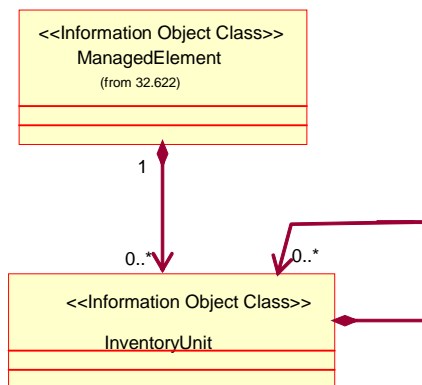 <<Information Object Class>>
ManagedElement
(from 32.622)
1
0..*
0..*
<<Information Object Class>>
InventoryUnit